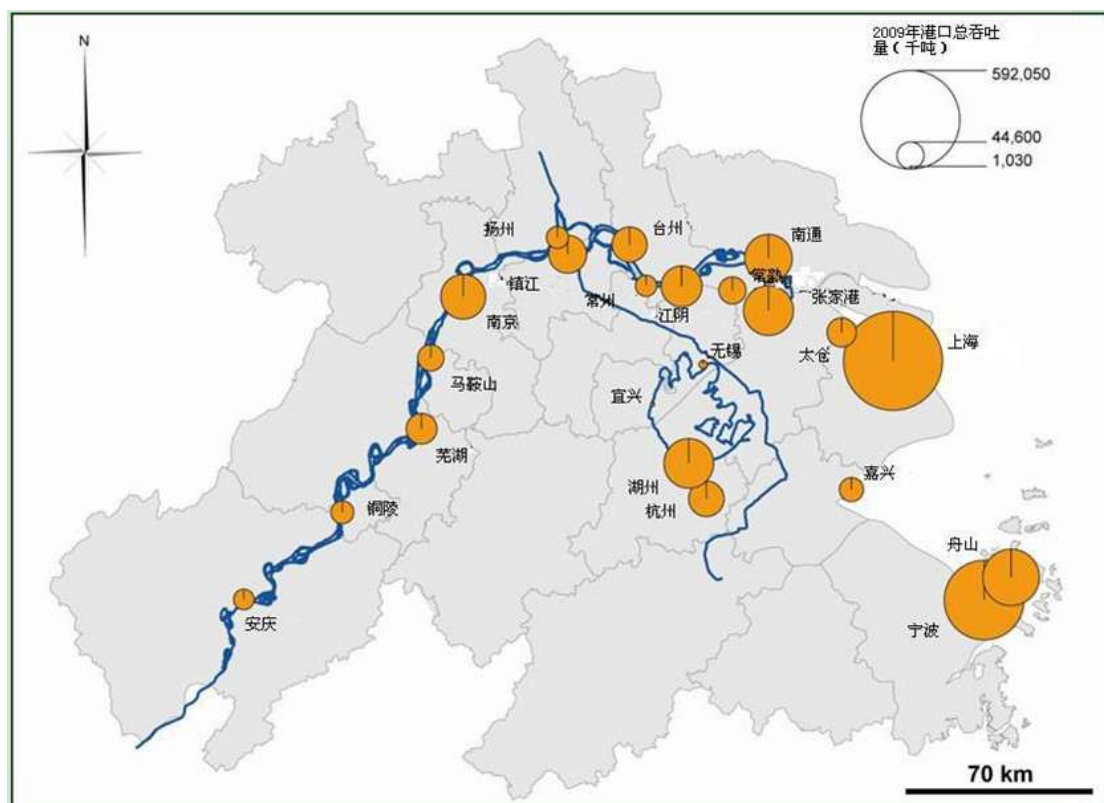 N
2009年港口总吞吐
量（千吨）
592,050
44,600
1,030
扬州
台州
南通
镇江
常州
江阴
常熟
张家港
南京
太仓
上海
无锡
马鞍山
宜兴
芜湖
湖州
嘉兴
杭州
铜陵
舟山
安庆
宁波
70 km